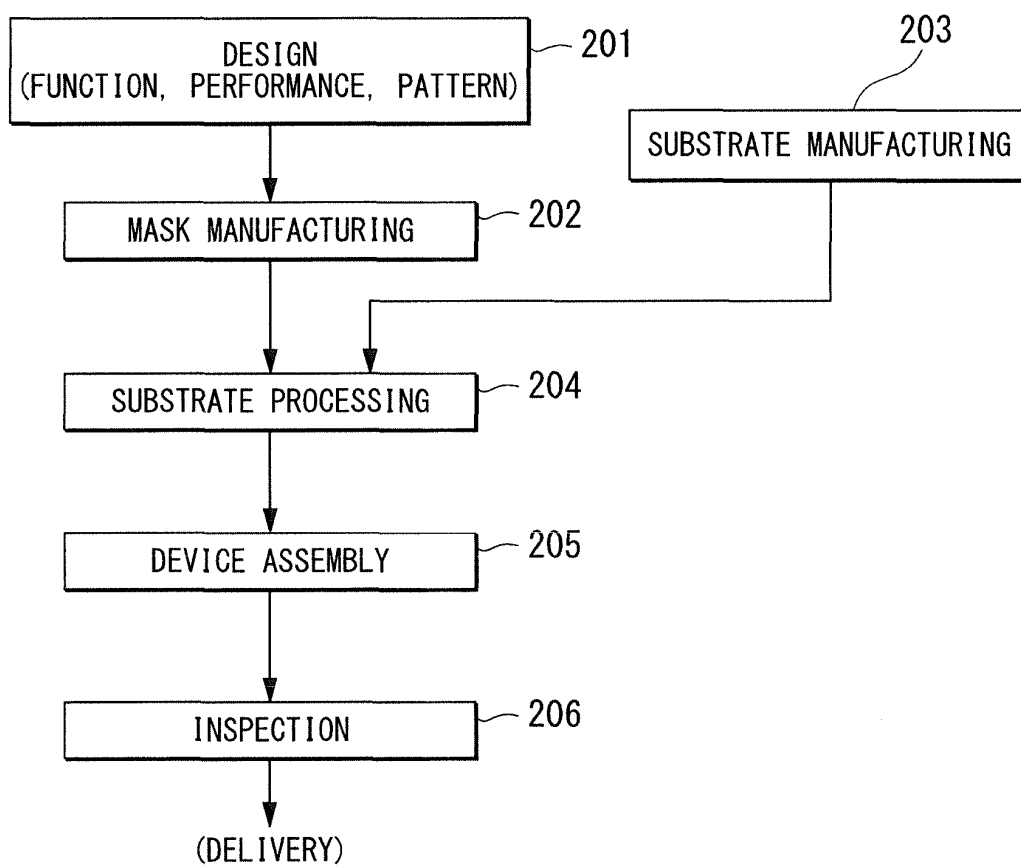 DESIGN
(FUNCTION, PERFORMANCE, PATTERN)
201
203
SUBSTRATE MANUFACTURING
MASK MANUFACTURING
202
SUBSTRATE PROCESSING
204
DEVICE ASSEMBLY
205
INSPECTION
206
(DELIVERY)